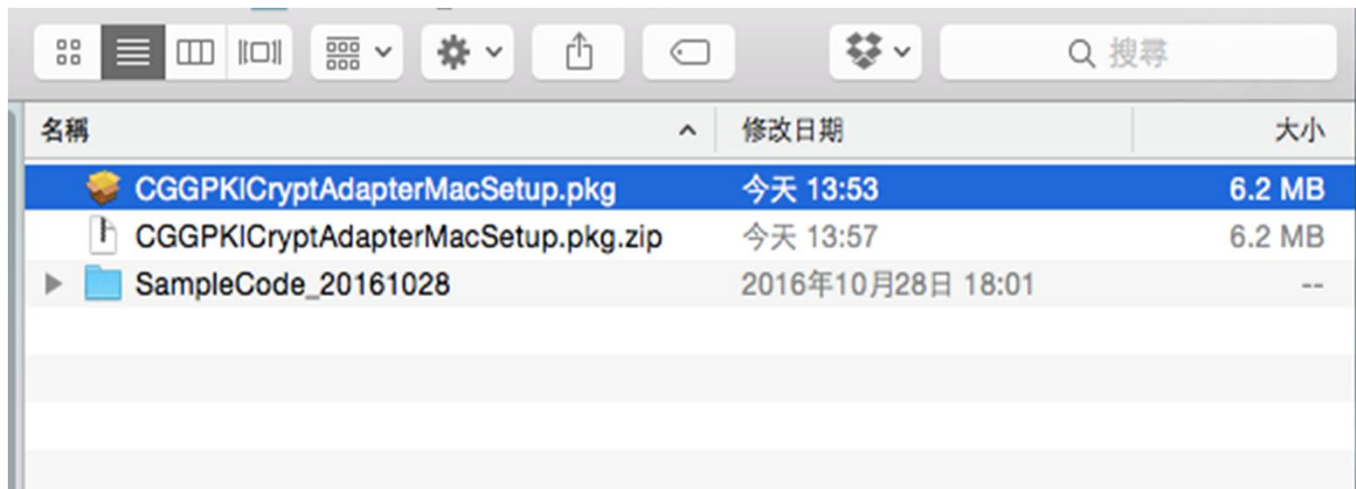 搜尋
名稱 修改日期 大小
CGGPKICryptAdapterMacSetup.pkg 今天 13:53 6.2 MB
CGGPKICryptAdapterMacSetup.pkg.zip 今天 13:57 6.2 MB
SampleCode_20161028 2016年10月28日 18:01 --